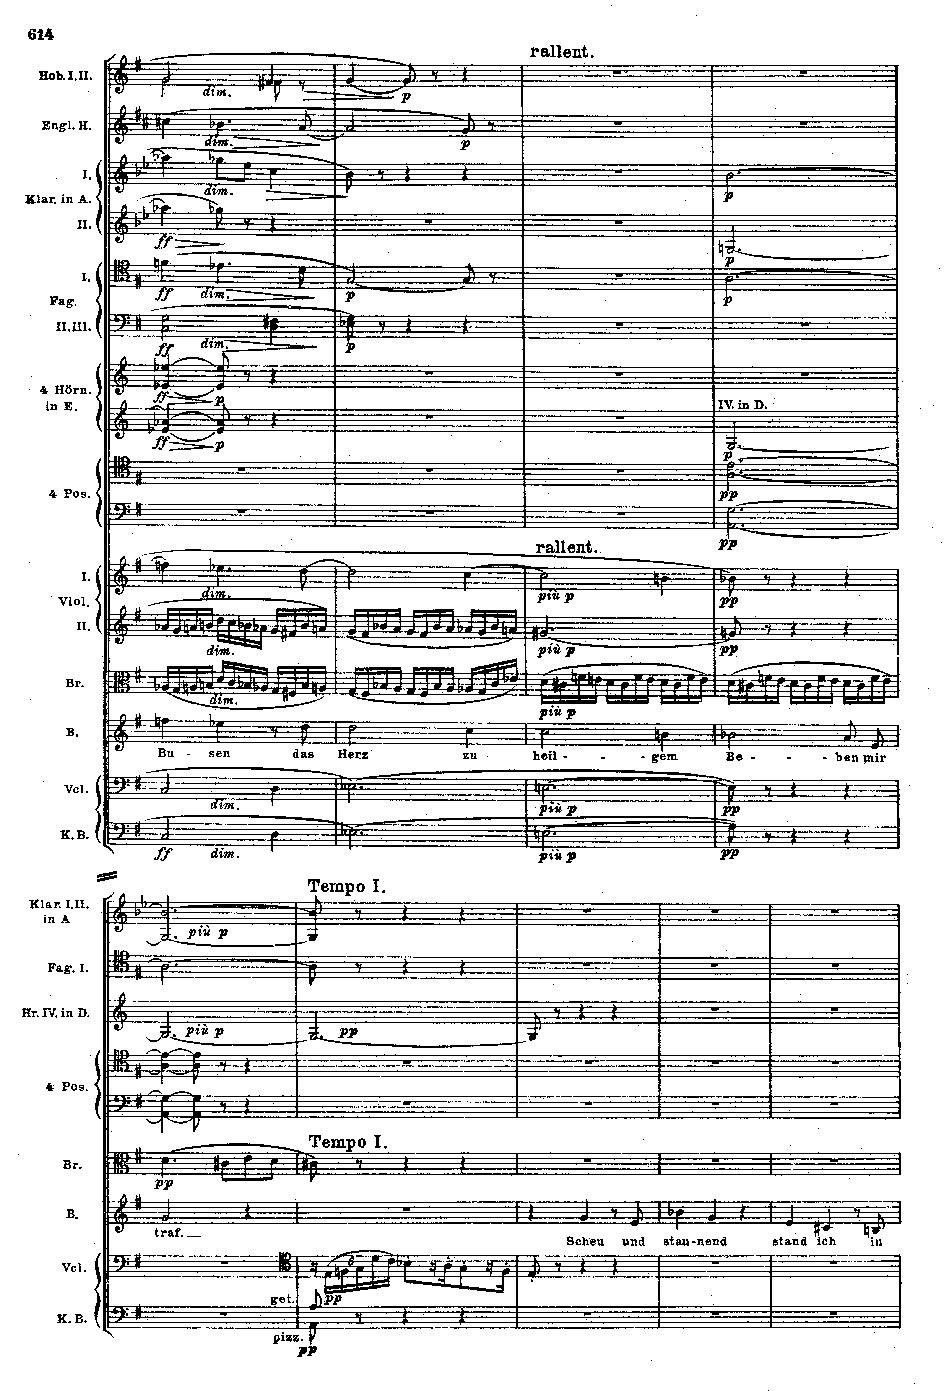 614
rallent.
Hob. I, II.
dim.
p
Engl. H.
dim.
p
I.
dim.
p
Klar. in A.
II.
ff
p
I.
ff dim. p p
Fag.
II. III.
ff dim. p
4 Hörn.
in E.
ff p
IV. in D.
ff p
p
4 Pos.
pp
pp
rallent.
I.
dim. più p pp
Viol.
II.
dim. più p pp
Br.
dim. più p
B.
Bu - sen das Herz zu heil - - - gem Be - - - ben mir
Vcl.
dim. più p pp
K. B.
ff dim. più p pp
Tempo I.
Klar. I, II.
in A
più p
Fag. I.
Hr. IV. in D.
più p pp
4 Pos.
Tempo I.
Br.
pp
B.
traf.
Scheu und stau-nend stand ich in
Vcl.
get. pp
K. B.
pizz.
pp